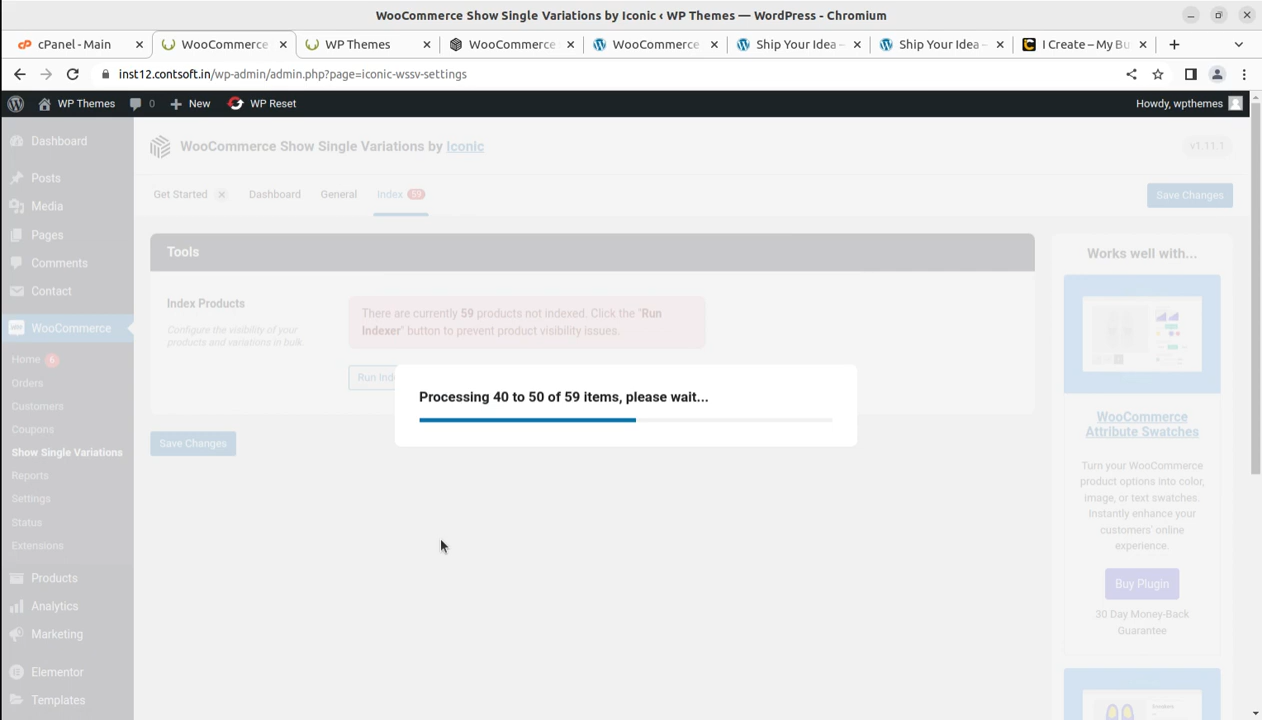 WooCommerce Show Single Variations by Iconic ‹ WP Themes — WordPress - Chromium
cPanel - Main
WooCommerce
WP Themes
WooCommerce
WooCommerce
Ship Your Idea –
Ship Your Idea –
I Create – My Bu
inst12.contsoft.in/wp-admin/admin.php?page=iconic-wssv-settings
WP Themes
0
New
WP Reset
Howdy, wpthemes
Dashboard
Posts
Media
Pages
Comments
Contact
WooCommerce
Home 6
Orders
Customers
Coupons
Show Single Variations
Reports
Settings
Status
Extensions
Products
Analytics
Marketing
Elementor
Templates
WooCommerce Show Single Variations by Iconic
v1.11.1
Get Started
Dashboard
General
Index 59
Save Changes
Tools
Index Products
Configure the visibility of your
products and variations in bulk.
There are currently 59 products not indexed. Click the "Run
Indexer" button to prevent product visibility issues.
Run Inde
Processing 40 to 50 of 59 items, please wait...
Save Changes
Works well with...
WooCommerce
Attribute Swatches
Turn your WooCommerce
product options into color,
image, or text swatches.
Instantly enhance your
customers' online
experience.
Buy Plugin
30 Day Money-Back
Guarantee